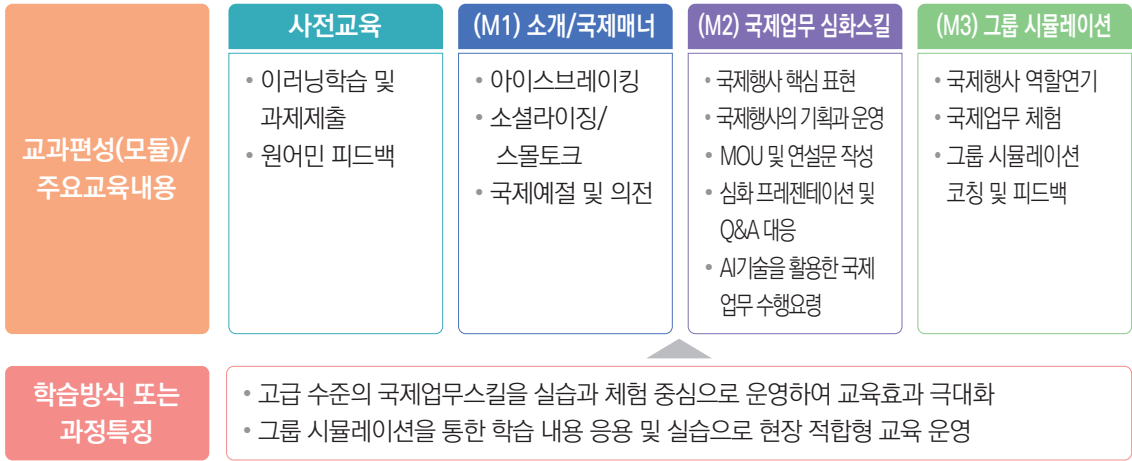 교과편성(모듈)/
주요교육내용
사전교육
• 이러닝학습 및
과제제출
• 원어민 피드백
(M1) 소개/국제매너
• 아이스브레이킹
• 소셜라이징/
스몰토크
• 국제예절 및 의전
(M2) 국제업무 심화스킬
• 국제행사 핵심 표현
• 국제행사의 기획과 운영
• MOU 및 연설문 작성
• 심화 프레젠테이션 및
Q&A 대응
• AI기술을 활용한 국제
업무 수행요령
(M3) 그룹 시뮬레이션
• 국제행사 역할연기
• 국제업무 체험
• 그룹 시뮬레이션
코칭 및 피드백
학습방식 또는
과정특징
• 고급 수준의 국제업무스킬을 실습과 체험 중심으로 운영하여 교육효과 극대화
• 그룹 시뮬레이션을 통한 학습 내용 응용 및 실습으로 현장 적합형 교육 운영